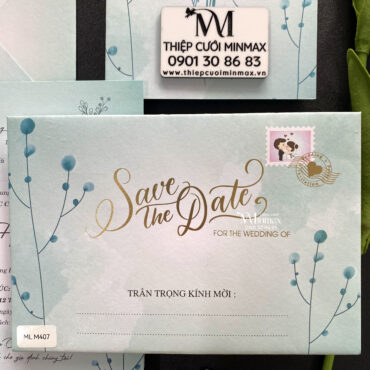 THIỆP CƯỚI MINMAX
0901 30 86 83
www.thiepcuoiminmax.vn
Save
the Date
FOR THE WEDDING OF
TRÂN TRỌNG KÍNH MỜI :
ML M407